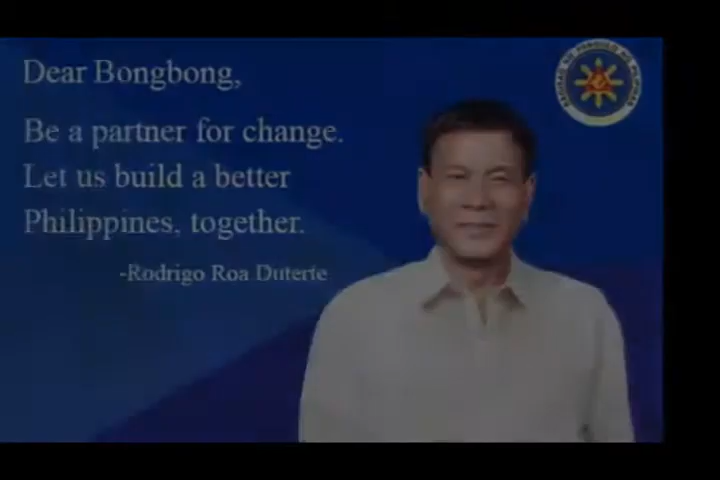 Dear Bongbong,
Be a partner for change.
Let us build a better
Philippines, together.
-Rodrigo Roa Duterte